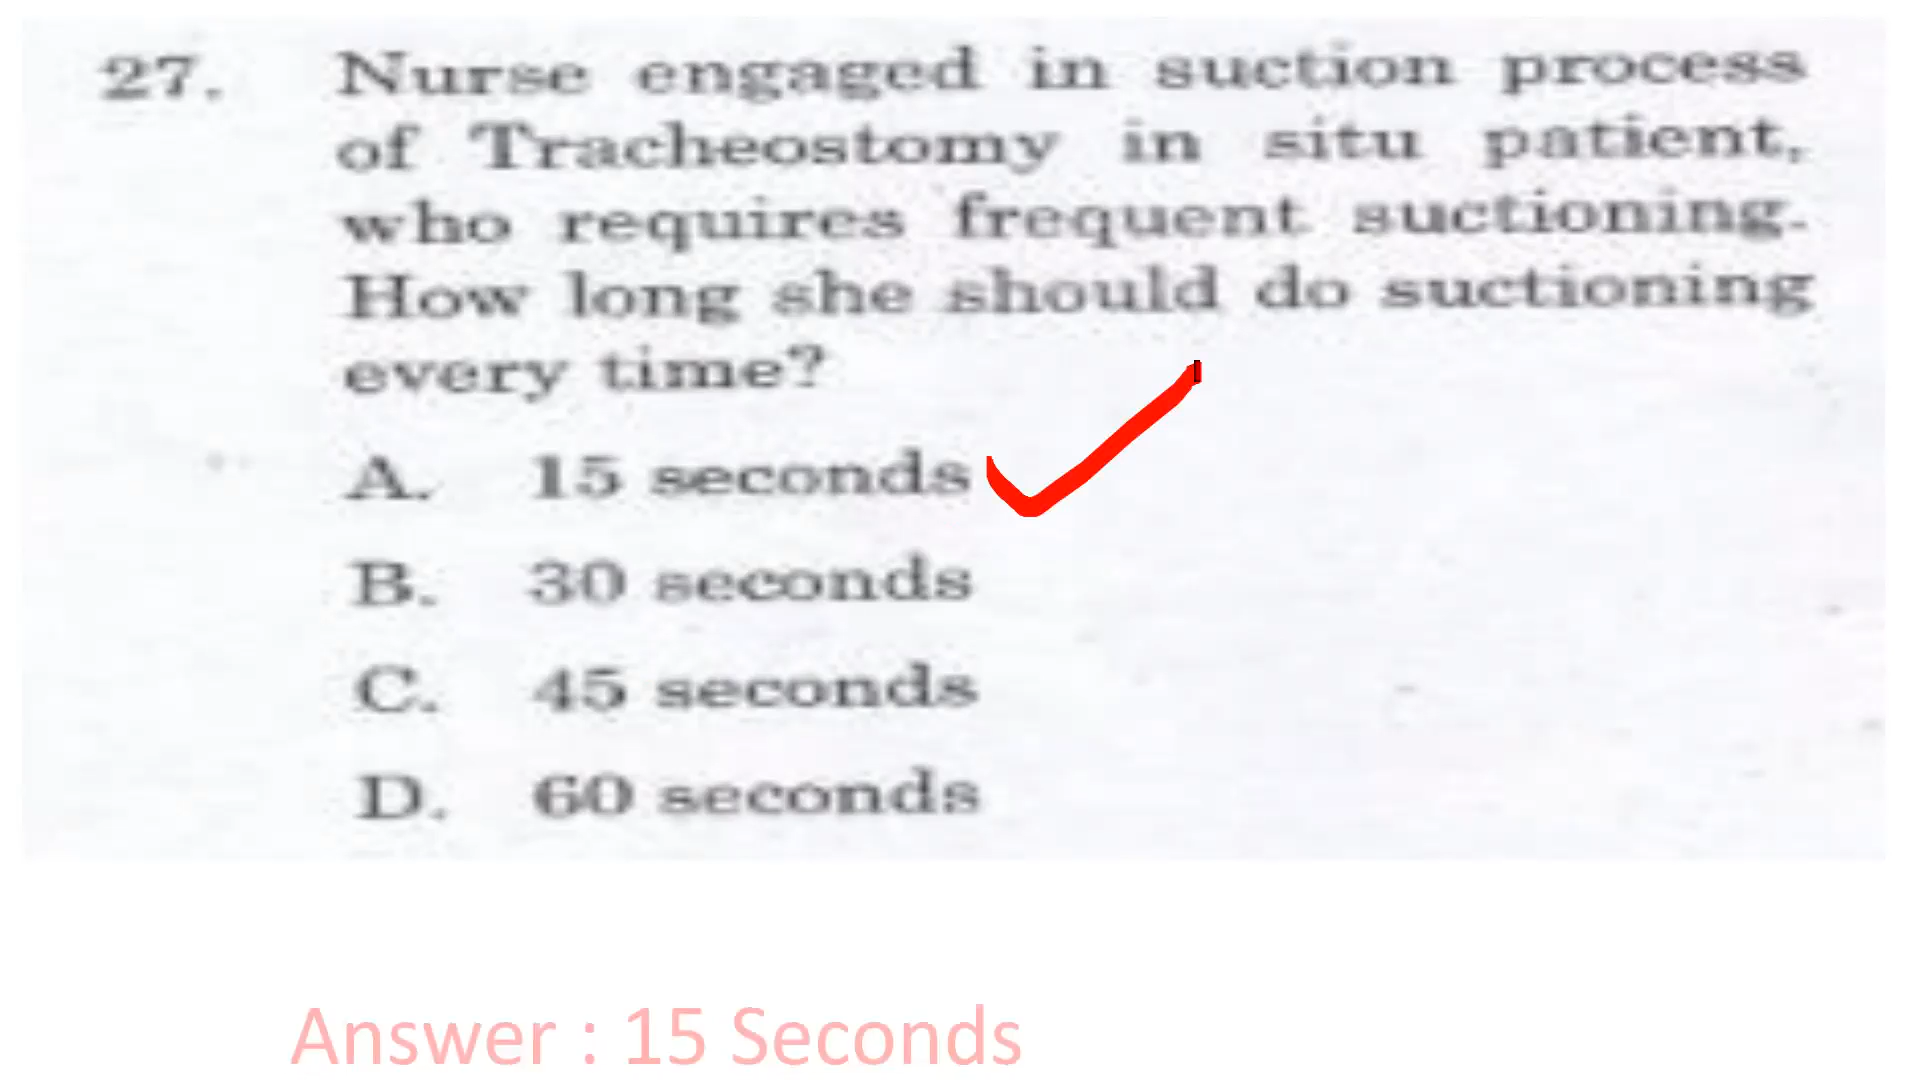 27. Nurse engaged in suction process
of Tracheostomy in situ patient,
who requires frequent suctioning.
How long she should do suctioning
every time?
A. 15 seconds
B. 30 seconds
C. 45 seconds
D. 60 seconds
Answer : 15 Seconds